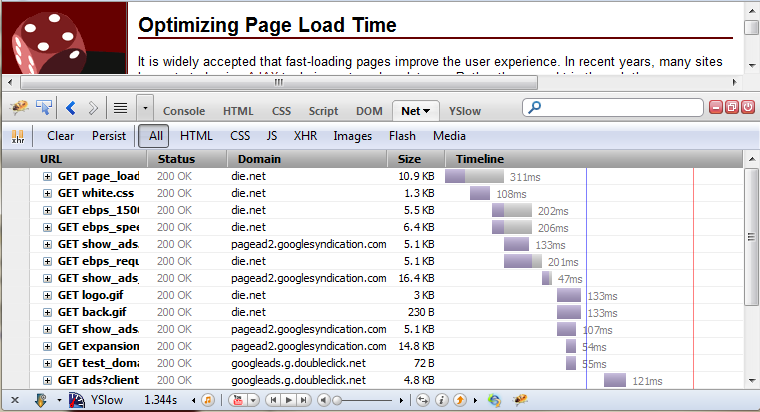 Optimizing Page Load Time
It is widely accepted that fast-loading pages improve the user experience. In recent years, many sites
Console HTML CSS Script DOM Net YSlow
xhr Clear Persist All HTML CSS JS XHR Images Flash Media
URL Status Domain Size Timeline
GET page_load 200 OK die.net 10.9 KB 311ms
GET white.css 200 OK die.net 1.3 KB 108ms
GET ebps_1500 200 OK die.net 5.5 KB 202ms
GET ebps_spee 200 OK die.net 6.4 KB 206ms
GET show_ads. 200 OK pagead2.googlesyndication.com 5.1 KB 133ms
GET ebps_requ 200 OK die.net 5.1 KB 201ms
GET show_ads_ 200 OK pagead2.googlesyndication.com 16.4 KB 47ms
GET logo.gif 200 OK die.net 3 KB 133ms
GET back.gif 200 OK die.net 230 B 133ms
GET show_ads. 200 OK pagead2.googlesyndication.com 5.1 KB 107ms
GET expansion 200 OK pagead2.googlesyndication.com 14.8 KB 54ms
GET test_doma 200 OK googleads.g.doubleclick.net 72 B 55ms
GET ads?client 200 OK googleads.g.doubleclick.net 4.8 KB 121ms
YSlow 1.344s